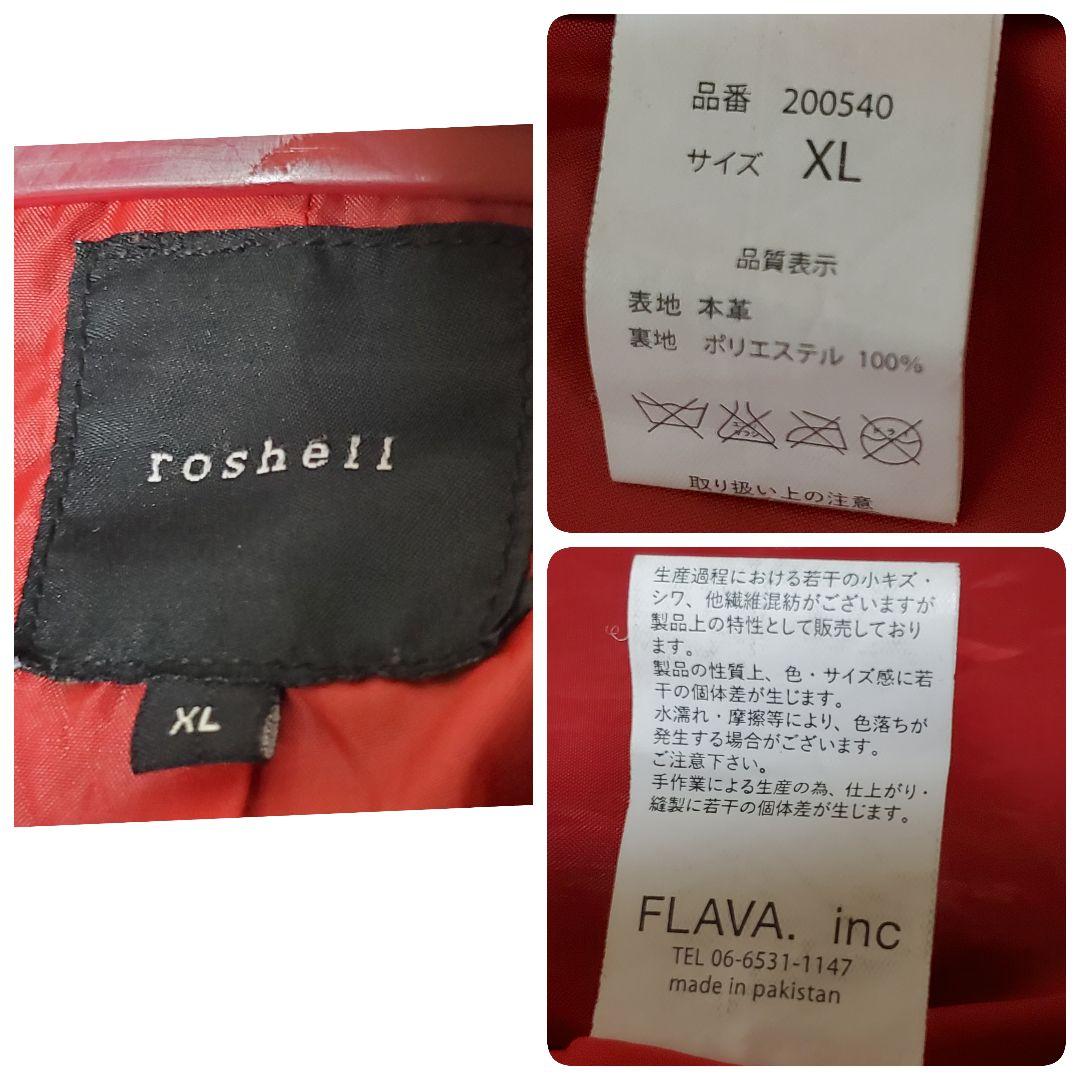 roshell
XL
品番 200540
サイズ XL
品質表示
表地 本革
裏地 ポリエステル 100%
取り扱い上の注意
生産過程における若干の小キズ・
シワ、他繊維混紡がございますが
製品上の特性として販売しており
ます。
製品の性質上、色・サイズ感に若
干の個体差が生じます。
水濡れ・摩擦等により、色落ちが
発生する場合がございます。
ご注意下さい。
手作業による生産の為、仕上がり・
縫製に若干の個体差が生じます。
FLAVA. inc
TEL 06-6531-1147
made in pakistan